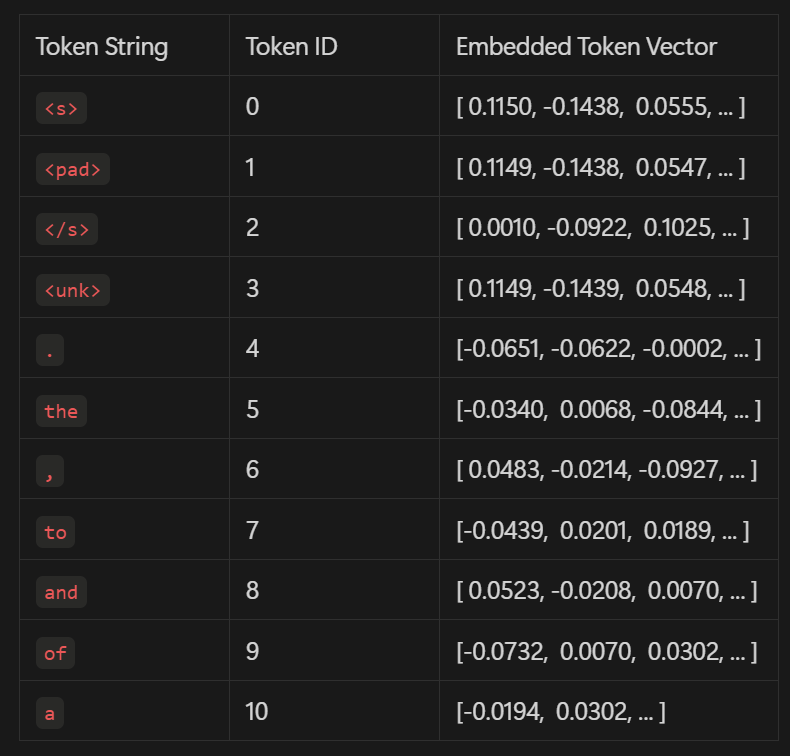 Token String Token ID Embedded Token Vector
<s> 0 [ 0.1150, -0.1438, 0.0555, ... ]
<pad> 1 [ 0.1149, -0.1438, 0.0547, ... ]
</s> 2 [ 0.0010, -0.0922, 0.1025, ... ]
<unk> 3 [ 0.1149, -0.1439, 0.0548, ... ]
. 4 [-0.0651, -0.0622, -0.0002, ... ]
the 5 [-0.0340, 0.0068, -0.0844, ... ]
, 6 [ 0.0483, -0.0214, -0.0927, ... ]
to 7 [-0.0439, 0.0201, 0.0189, ... ]
and 8 [ 0.0523, -0.0208, 0.0070, ... ]
of 9 [-0.0732, 0.0070, 0.0302, ... ]
a 10 [-0.0194, 0.0302, ... ]